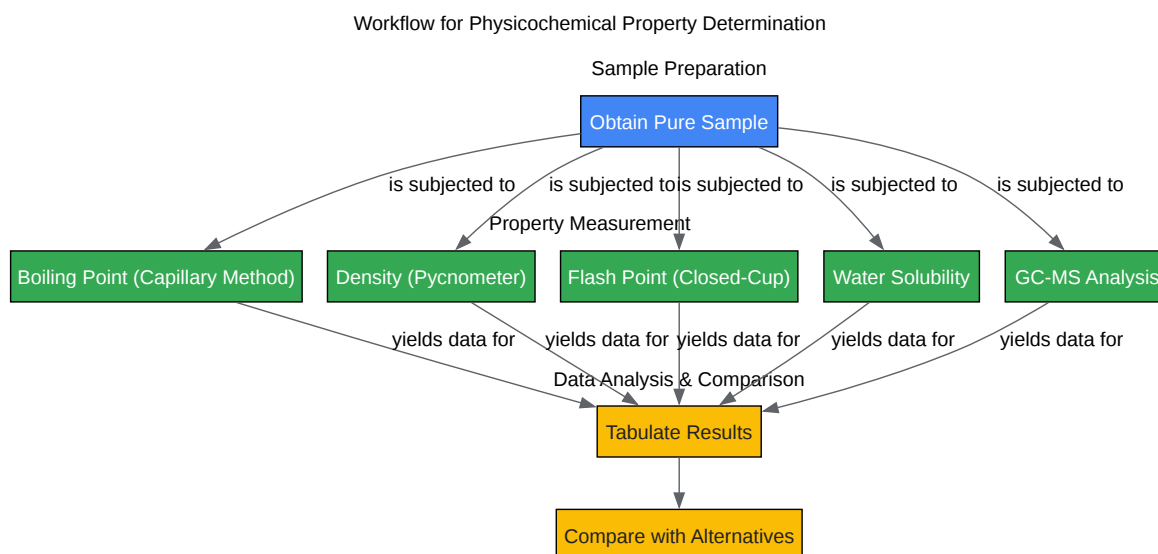 Workflow for Physicochemical Property Determination
Sample Preparation
Obtain Pure Sample
is subjected to
is subjected to
is subjected to
is subjected to
is subjected to
Property Measurement
Boiling Point (Capillary Method)
Density (Pycnometer)
Flash Point (Closed-Cup)
Water Solubility
GC-MS Analysis
yields data for
yields data for
yields data for
yields data for
yields data for
Data Analysis & Comparison
Tabulate Results
Compare with Alternatives